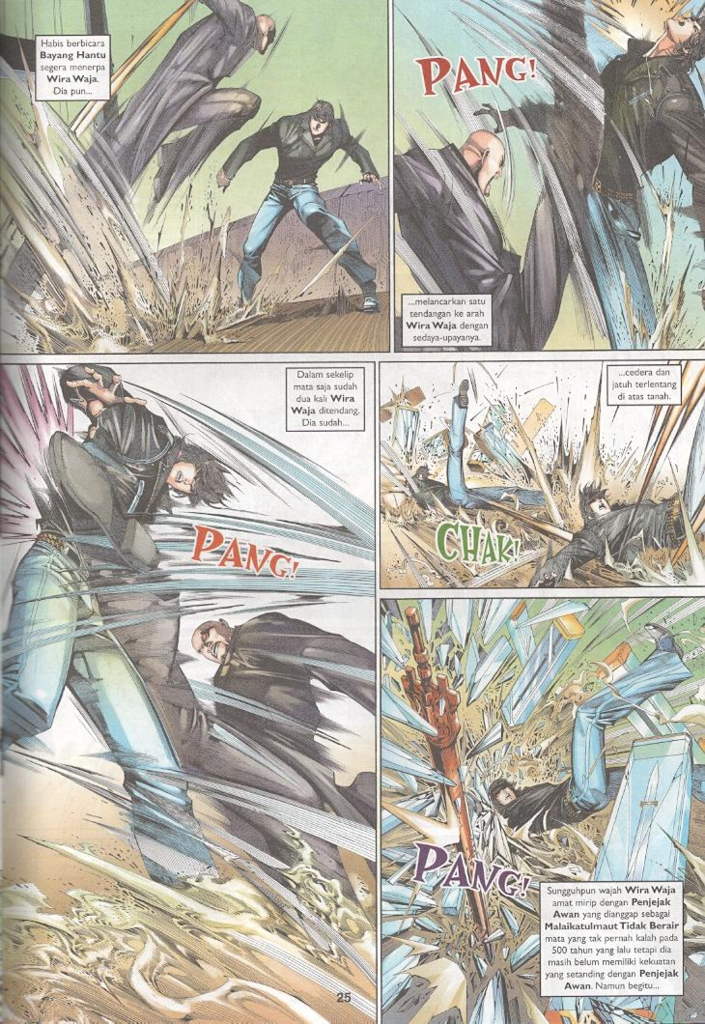 Habis berbicara
Bayang Hantu
segera menerpa
Wira Waja.
Dia pun...
PANG!
...melancarkan satu
tendangan ke arah
Wira Waja dengan
sedaya-upayanya.
Dalam sekelip
mata saja sudah
dua kali Wira
Waja ditendang.
Dia sudah...
PANG!
...cedera dan
jatuh terlentang
di atas tanah.
CHAK!
PANG!
Sungguhpun wajah Wira Waja
amat mirip dengan Penjejak
Awan yang dianggap sebagai
Malaikatulmaut Tidak Berair
mata yang tak pernah kalah pada
500 tahun yang lalu tetapi dia
masih belum memiliki kekuatan
yang setanding dengan Penjejak
Awan. Namun begitu...
25